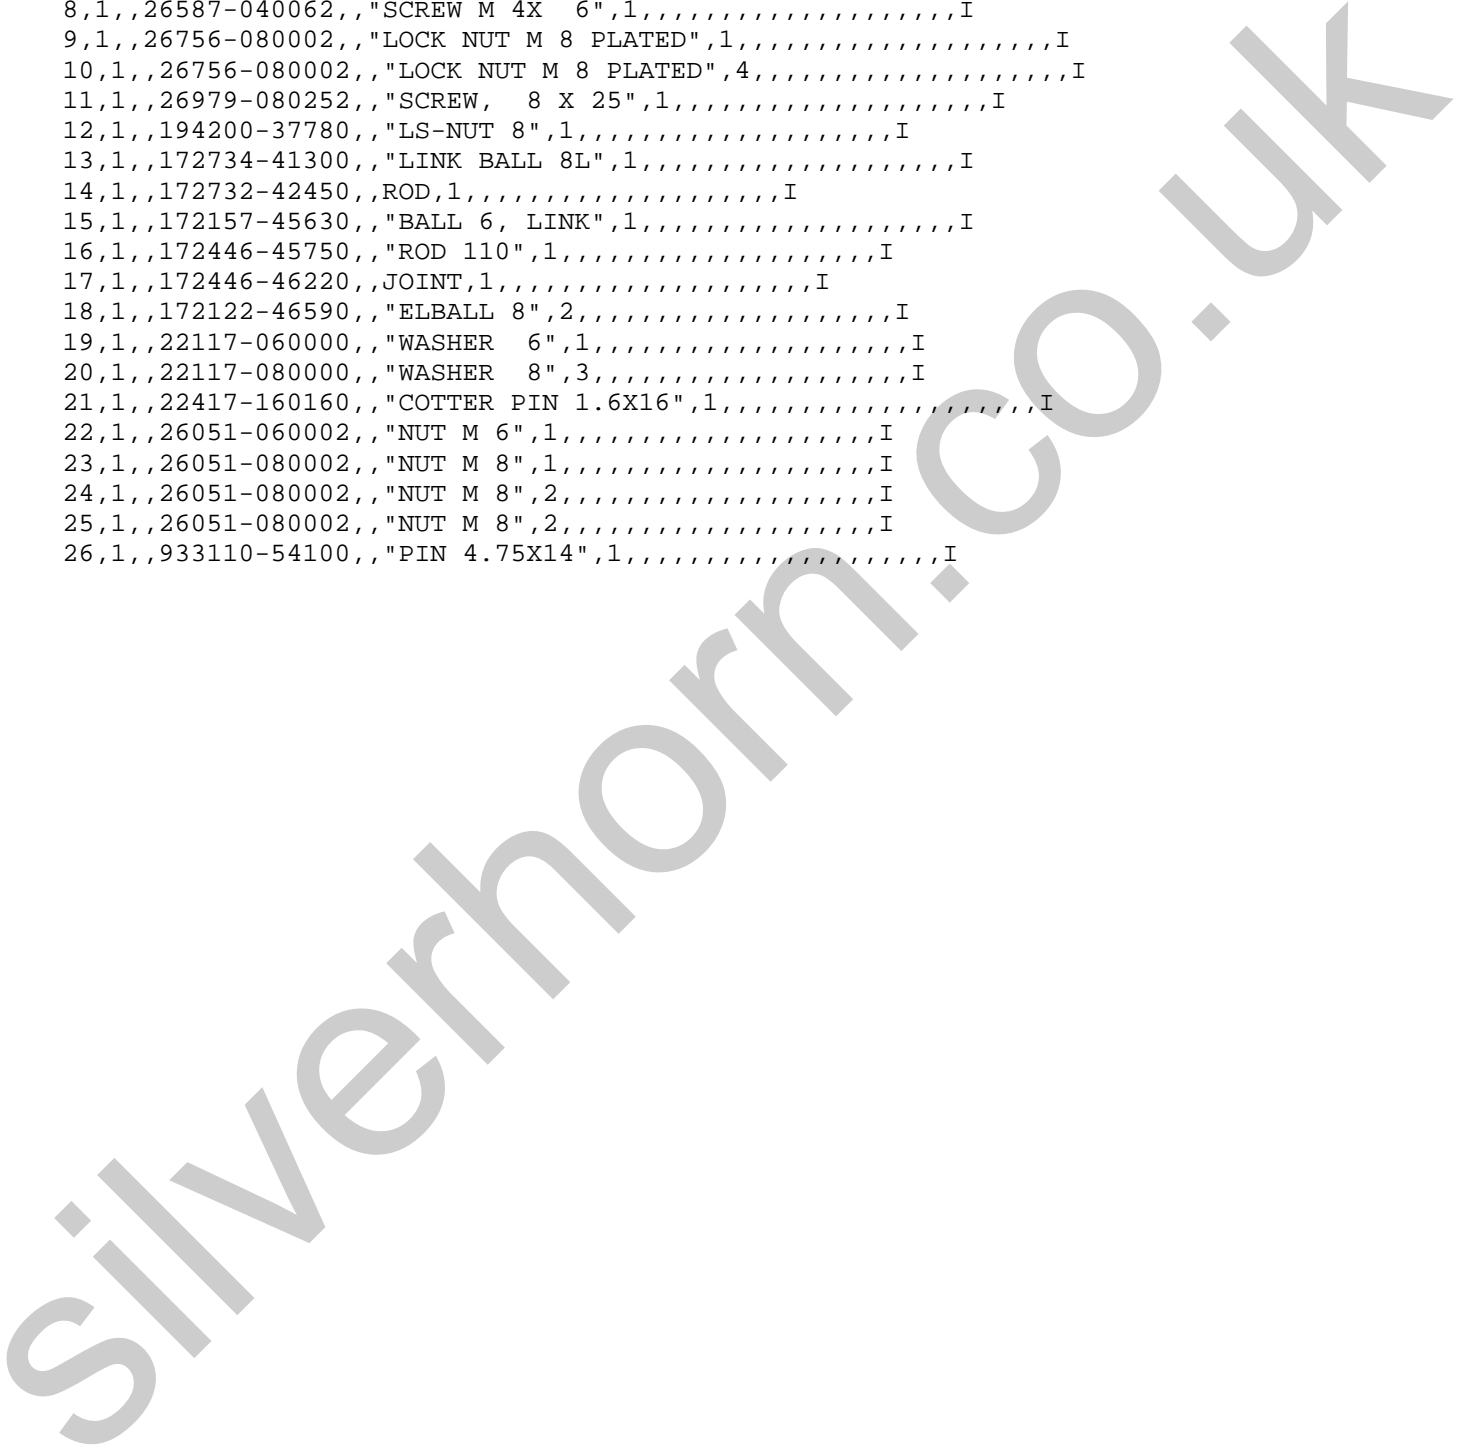 8,1,,26587-040062,,"SCREW M 4X  6",1,,,,,,,,,,,,,,,,,,,,I
9,1,,26756-080002,,"LOCK NUT M 8 PLATED",1,,,,,,,,,,,,,,,,,,,,I
10,1,,26756-080002,,"LOCK NUT M 8 PLATED",4,,,,,,,,,,,,,,,,,,,,I
11,1,,26979-080252,,"SCREW,  8 X 25",1,,,,,,,,,,,,,,,,,,,,I
12,1,,194200-37780,,"LS-NUT 8",1,,,,,,,,,,,,,,,,,,,,I
13,1,,172734-41300,,"LINK BALL 8L",1,,,,,,,,,,,,,,,,,,,,I
14,1,,172732-42450,,ROD,1,,,,,,,,,,,,,,,,,,,,I
15,1,,172157-45630,,"BALL 6, LINK",1,,,,,,,,,,,,,,,,,,,,I
16,1,,172446-45750,,"ROD 110",1,,,,,,,,,,,,,,,,,,,,I
17,1,,172446-46220,,JOINT,1,,,,,,,,,,,,,,,,,,,,I
18,1,,172122-46590,,"ELBALL 8",2,,,,,,,,,,,,,,,,,,,,I
19,1,,22117-060000,,"WASHER  6",1,,,,,,,,,,,,,,,,,,,,I
20,1,,22117-080000,,"WASHER  8",3,,,,,,,,,,,,,,,,,,,,I
21,1,,22417-160160,,"COTTER PIN 1.6X16",1,,,,,,,,,,,,,,,,,,,,I
22,1,,26051-060002,,"NUT M 6",1,,,,,,,,,,,,,,,,,,,,I
23,1,,26051-080002,,"NUT M 8",1,,,,,,,,,,,,,,,,,,,,I
24,1,,26051-080002,,"NUT M 8",2,,,,,,,,,,,,,,,,,,,,I
25,1,,26051-080002,,"NUT M 8",2,,,,,,,,,,,,,,,,,,,,I
26,1,,933110-54100,,"PIN 4.75X14",1,,,,,,,,,,,,,,,,,,,,I
silverhorn.co.uk